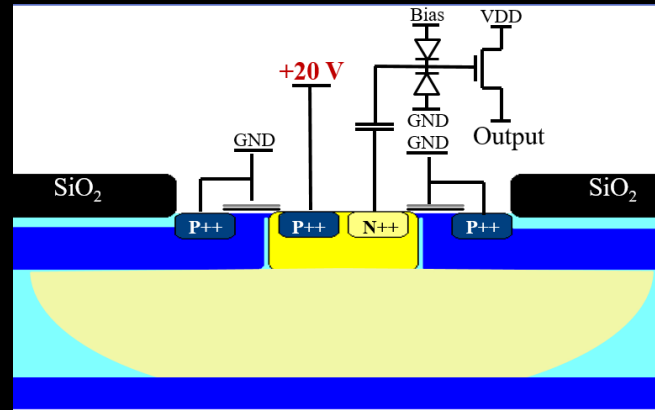 Bias
VDD
+20 V
GND
GND
GND
Output
SiO₂
SiO₂
P++
P++
N++
P++